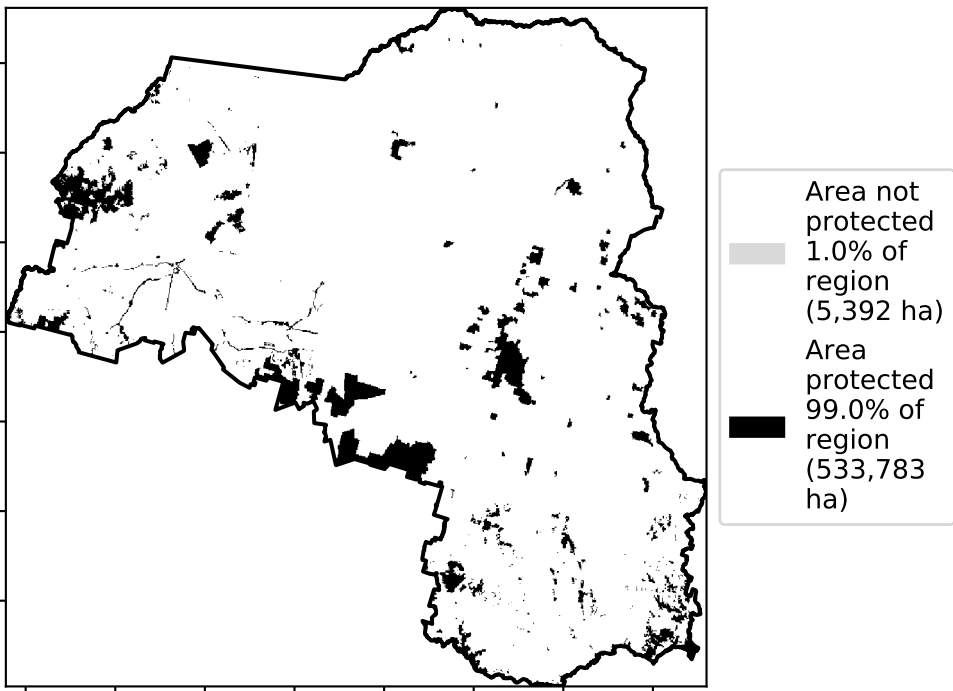 Area not
protected
1.0% of
region
(5,392 ha)
Area
protected
99.0% of
region
(533,783
ha)